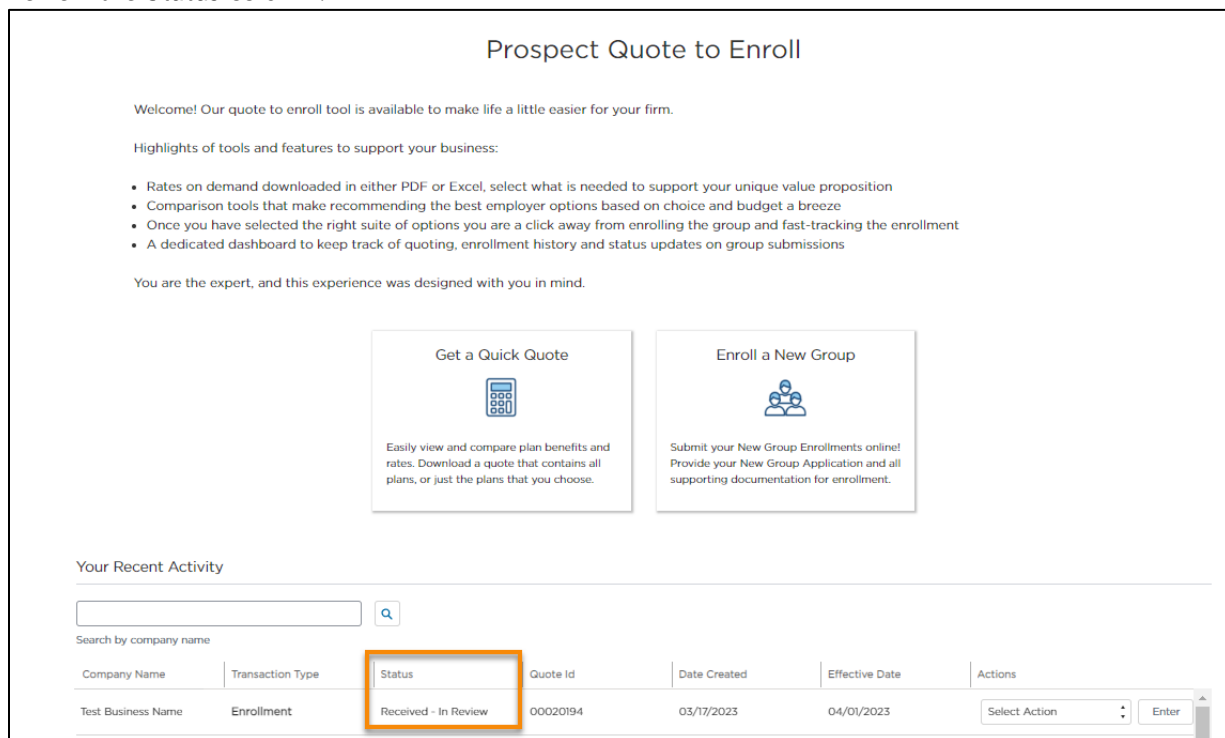 Prospect Quote to Enroll
Welcome! Our quote to enroll tool is available to make life a little easier for your firm.
Highlights of tools and features to support your business:
• Rates on demand downloaded in either PDF or Excel, select what is needed to support your unique value proposition
• Comparison tools that make recommending the best employer options based on choice and budget a breeze
• Once you have selected the right suite of options you are a click away from enrolling the group and fast-tracking the enrollment
• A dedicated dashboard to keep track of quoting, enrollment history and status updates on group submissions
You are the expert, and this experience was designed with you in mind.
Get a Quick Quote
Easily view and compare plan benefits and
rates. Download a quote that contains all
plans, or just the plans that you choose.
Enroll a New Group
Submit your New Group Enrollments online!
Provide your New Group Application and all
supporting documentation for enrollment.
Your Recent Activity
Search by company name
Company Name Transaction Type Status Quote Id Date Created Effective Date Actions
Test Business Name Enrollment Received - In Review 00020194 03/17/2023 04/01/2023 Select Action Enter